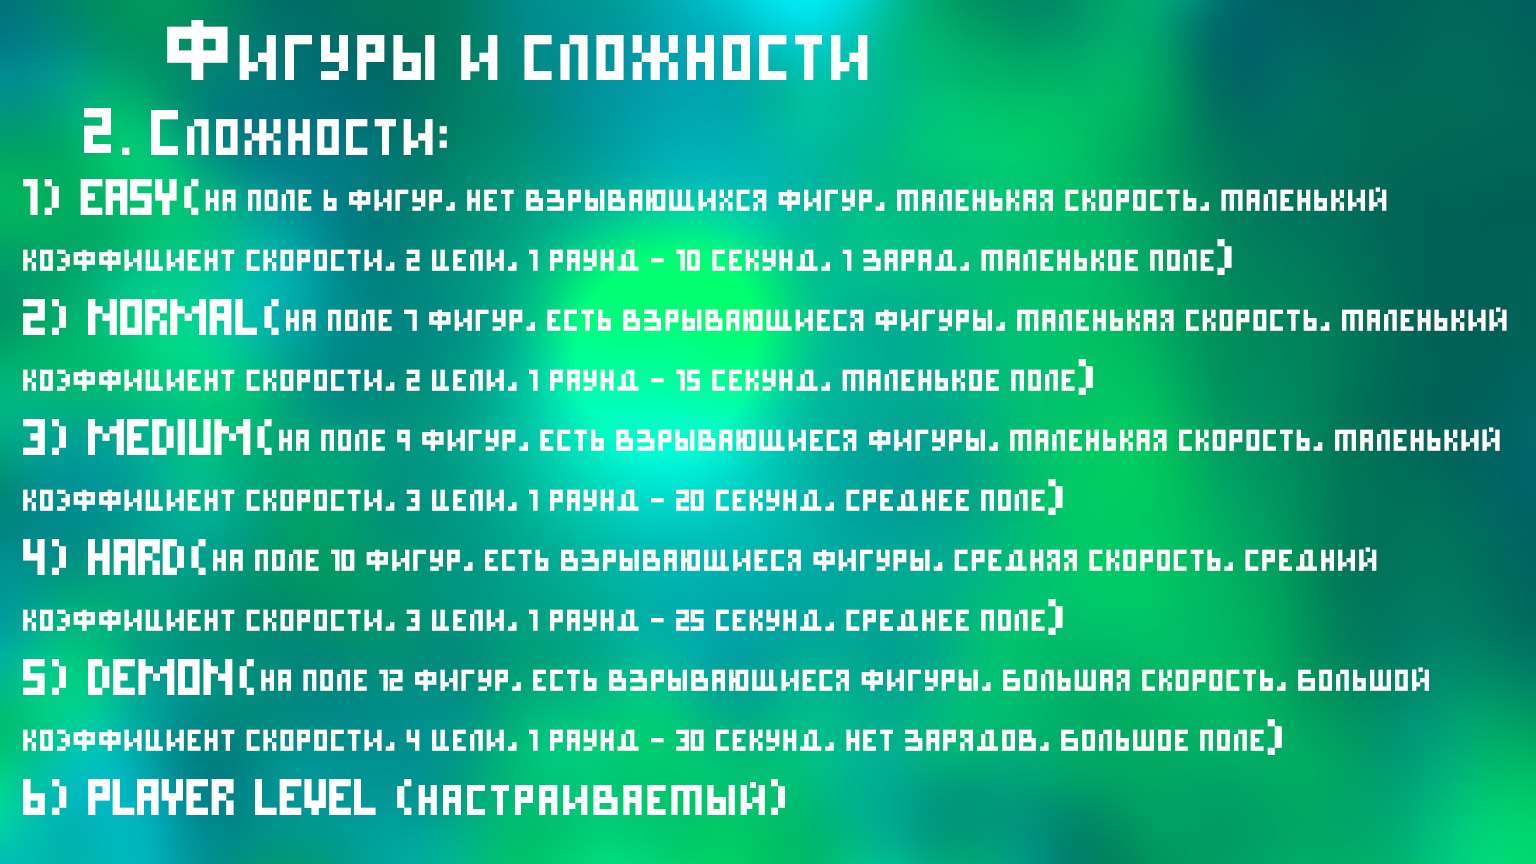 Фигуры и сложности
2. Сложности:
1) EASY(на поле 6 фигур, нет взрывающихся фигур, маленькая скорость, маленький
коэффициент скорости, 2 цели, 1 раунд - 10 секунд, 1 заряд, маленькое поле)
2) NORMAL(на поле 7 фигур, есть взрывающиеся фигуры, маленькая скорость, маленький
коэффициент скорости, 2 цели, 1 раунд - 15 секунд, маленькое поле)
3) MEDIUM(на поле 9 фигур, есть взрывающиеся фигуры, маленькая скорость, маленький
коэффициент скорости, 3 цели, 1 раунд - 20 секунд, среднее поле)
4) HARD(на поле 10 фигур, есть взрывающиеся фигуры, средняя скорость, средний
коэффициент скорости, 3 цели, 1 раунд - 25 секунд, среднее поле)
5) DEMON(на поле 12 фигур, есть взрывающиеся фигуры, большая скорость, большой
коэффициент скорости, 4 цели, 1 раунд - 30 секунд, нет зарядов, большое поле)
6) PLAYER LEVEL (настраиваемый)